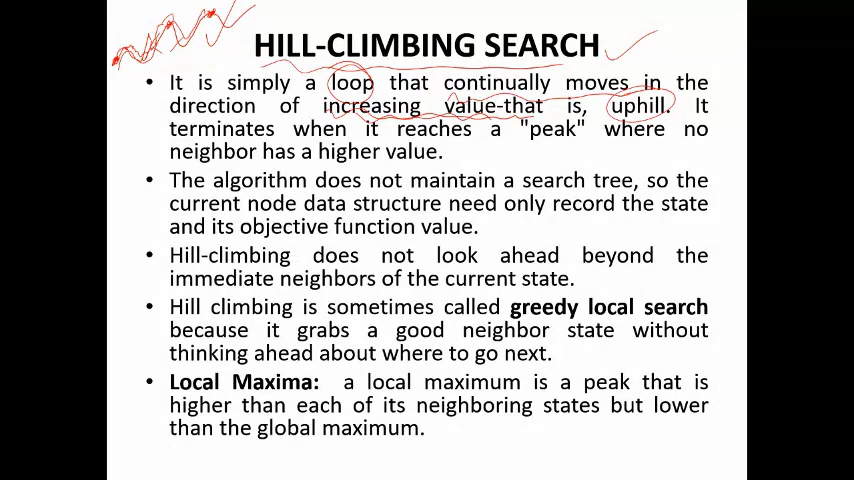 HILL-CLIMBING SEARCH
• It is simply a loop that continually moves in the
direction of increasing value-that is, uphill. It
terminates when it reaches a "peak" where no
neighbor has a higher value.
• The algorithm does not maintain a search tree, so the
current node data structure need only record the state
and its objective function value.
• Hill-climbing does not look ahead beyond the
immediate neighbors of the current state.
• Hill climbing is sometimes called greedy local search
because it grabs a good neighbor state without
thinking ahead about where to go next.
• Local Maxima: a local maximum is a peak that is
higher than each of its neighboring states but lower
than the global maximum.